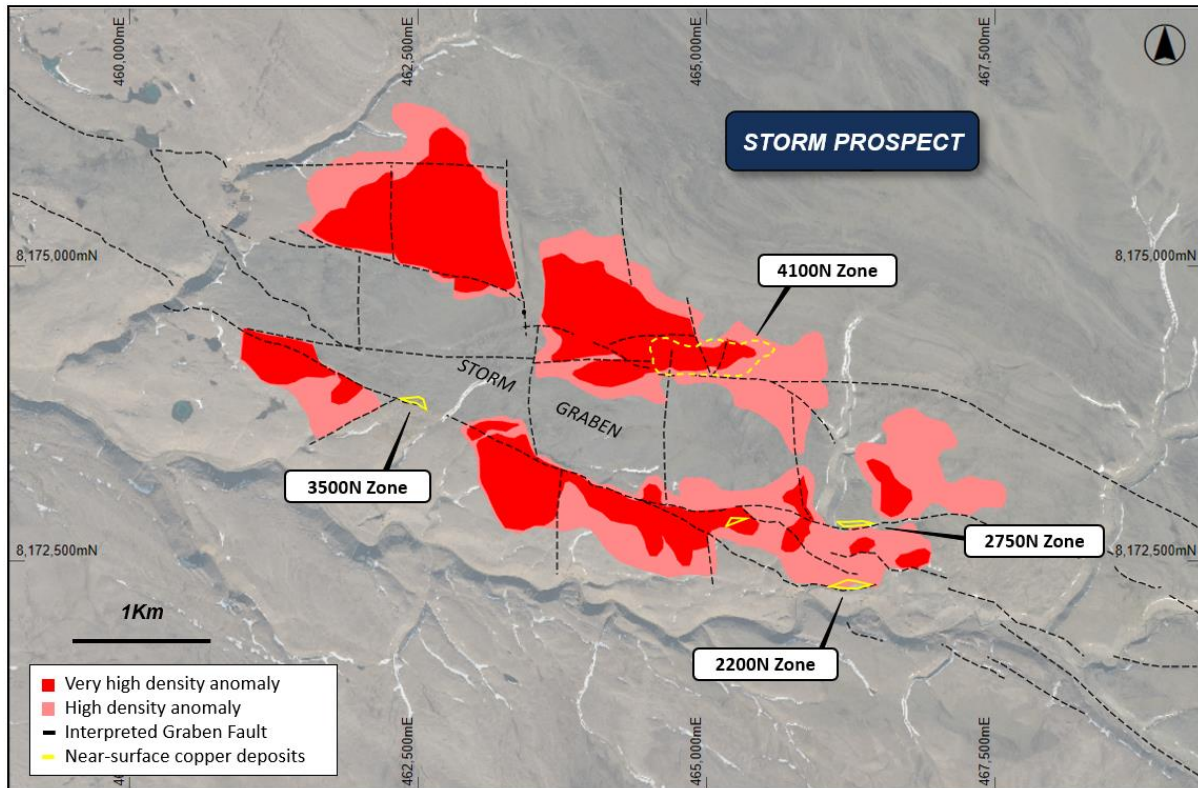 460,000mE
462,500mE
465,000mE
467,500mE
STORM PROSPECT
8,175,000mN
8,175,000mN
4100N Zone
STORM
GRABEN
3500N Zone
2750N Zone
8,172,500mN
8,172,500mN
1Km
2200N Zone
Very high density anomaly
High density anomaly
Interpreted Graben Fault
Near-surface copper deposits
460,000mE
462,500mE
465,000mE
467,500mE